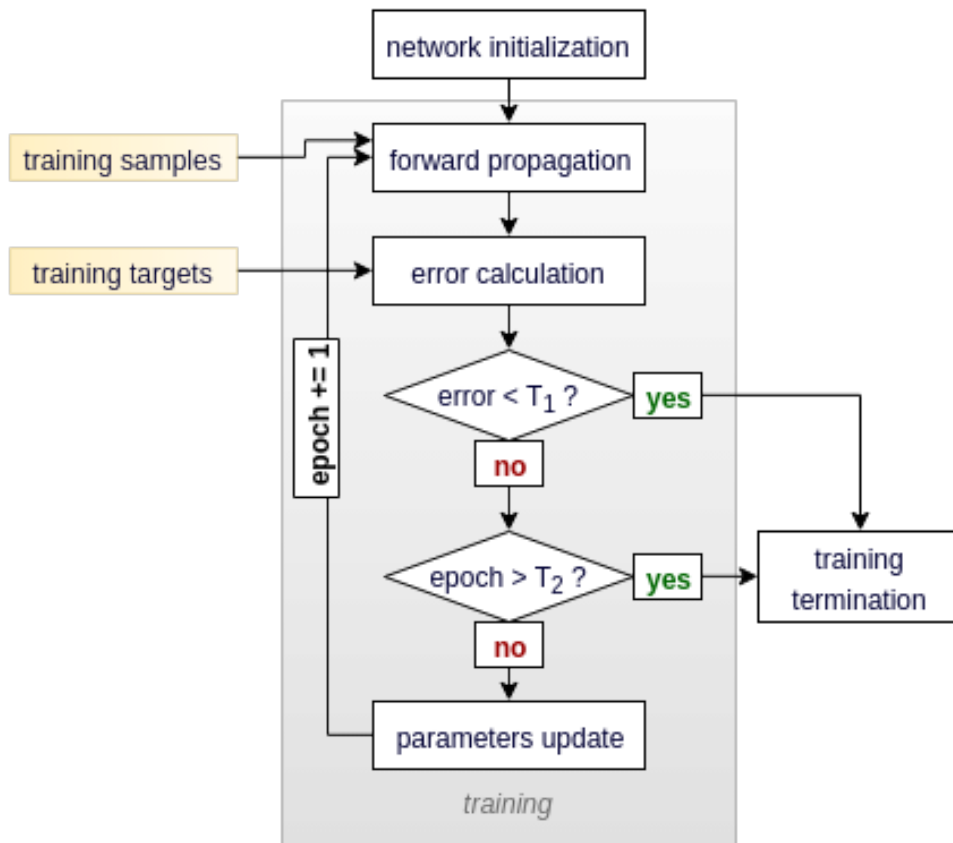 network initialization
training samples
forward propagation
training targets
error calculation
epoch += 1
error < T₁ ?
yes
no
epoch > T₂ ?
yes
training
termination
no
parameters update
training